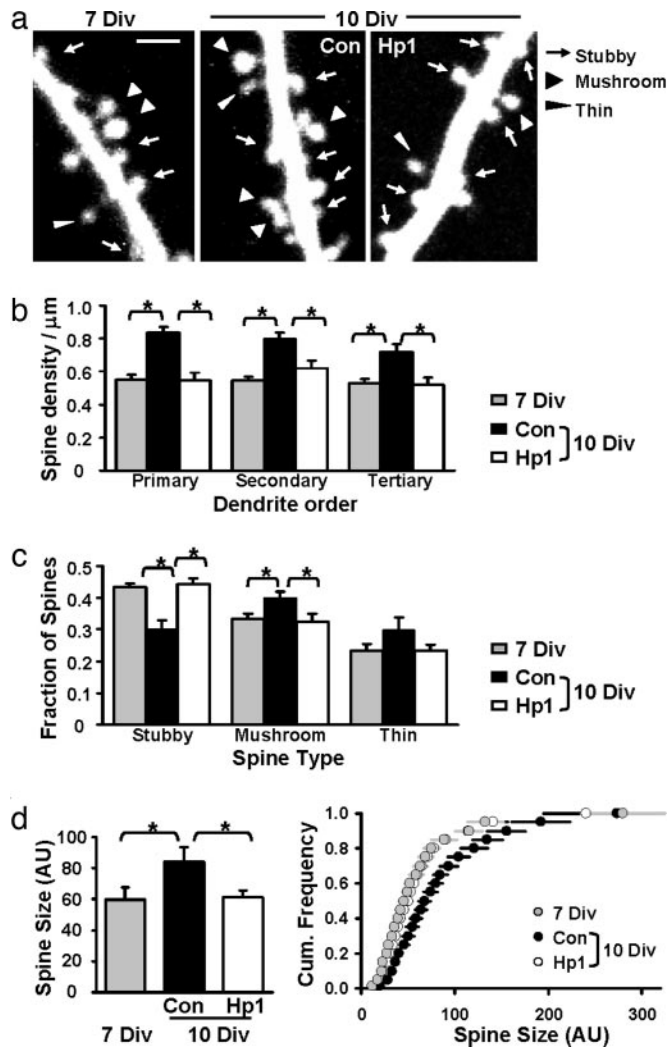 a
7 Div
10 Div
Con
Hp1
Stubby
Mushroom
Thin
b
Spine density / µm
1.0
0.8
0.6
0.4
0.2
0
* * * * * *
Primary Secondary Tertiary
Dendrite order
7 Div
Con
Hp1
10 Div
c
Fraction of Spines
0.5
0.4
0.3
0.2
0.1
0
* * * *
Stubby Mushroom Thin
Spine Type
7 Div
Con
Hp1
10 Div
d
Spine Size (AU)
100
80
60
40
20
0
* *
Con Hp1
7 Div 10 Div
Cum. Frequency
1.0
0.8
0.6
0.4
0.2
0.0
0 100 200 300
Spine Size (AU)
7 Div
Con
Hp1
10 Div